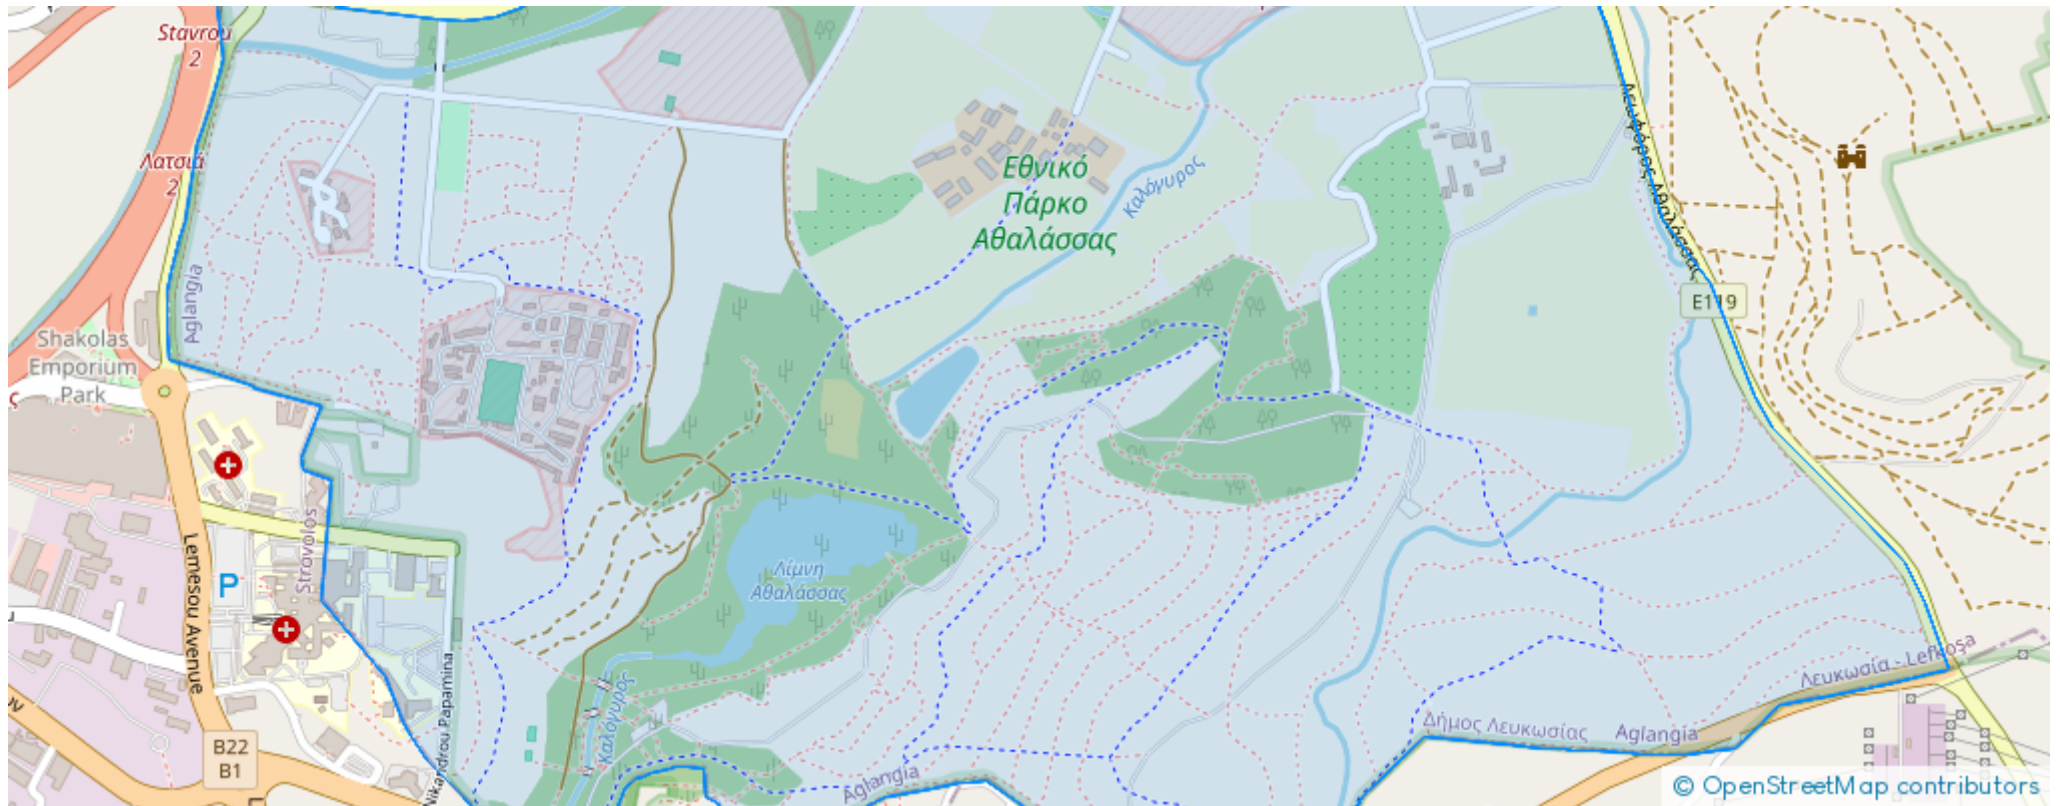 Stavrou
2
Λατσιά
2
Λεωφόρος Αθαλάσσας
Εθνικό
Πάρκο
Αθαλάσσας
Καλόγυρος
Aglangia
E119
Shakolas
Emporium
Park
ς
Strovolos
P
Lemesou Avenue
Λίμνη
Αθαλάσσας
Nikandrou Papamina
Καλόγυρος
Λευκωσία - Lefkoşa
Δήμος Λευκωσίας
Aglangia
B22
B1
Aglangia
© OpenStreetMap contributors